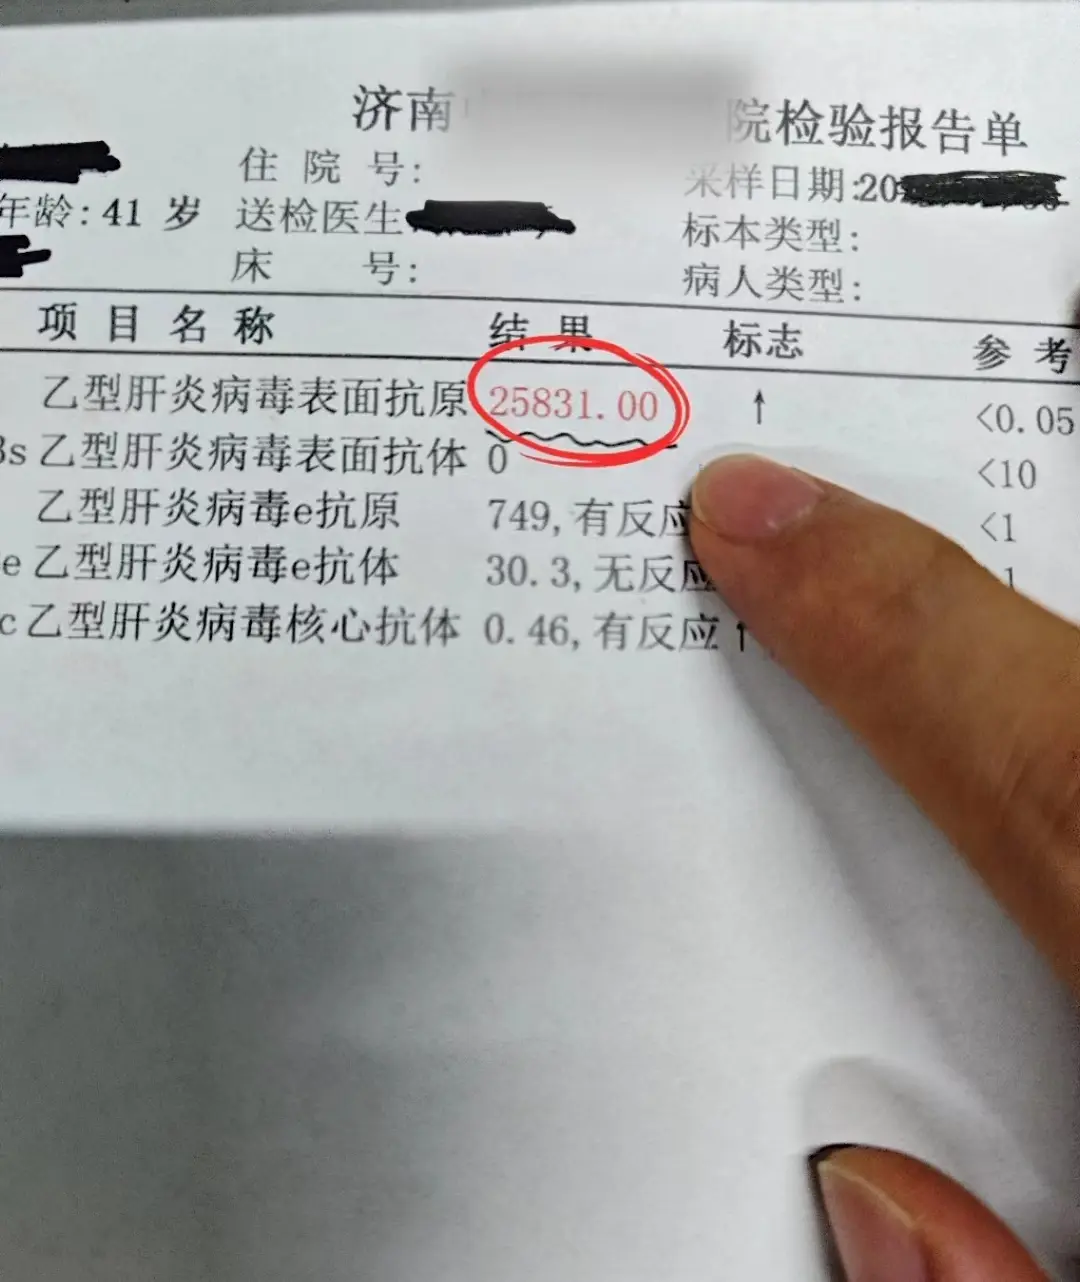 济南 院检验报告单
住 院 号: 采样日期:20
年龄: 41 岁 送检医生 标本类型:
床 号: 病人类型:
项 目 名 称 结 果 标志 参 考
乙型肝炎病毒表面抗原 25831.00 ↑ <0.05
Bs 乙型肝炎病毒表面抗体 0 <10
乙型肝炎病毒e抗原 749,有反应 <1
e 乙型肝炎病毒e抗体 30.3,无反应 1
c 乙型肝炎病毒核心抗体 0.46,有反应 ↑